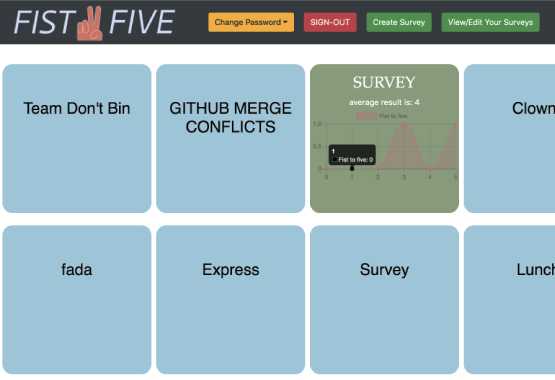 FIST FIVE
Change Password
SIGN-OUT
Create Survey
View/Edit Your Surveys
Team Don't Bin
GITHUB MERGE
CONFLICTS
SURVEY
average result is: 4
Fist to five
1.0
0.5
0
1
Fist to five: 0
0 1 2 3 4 5
Clown
fada
Express
Survey
Lunch